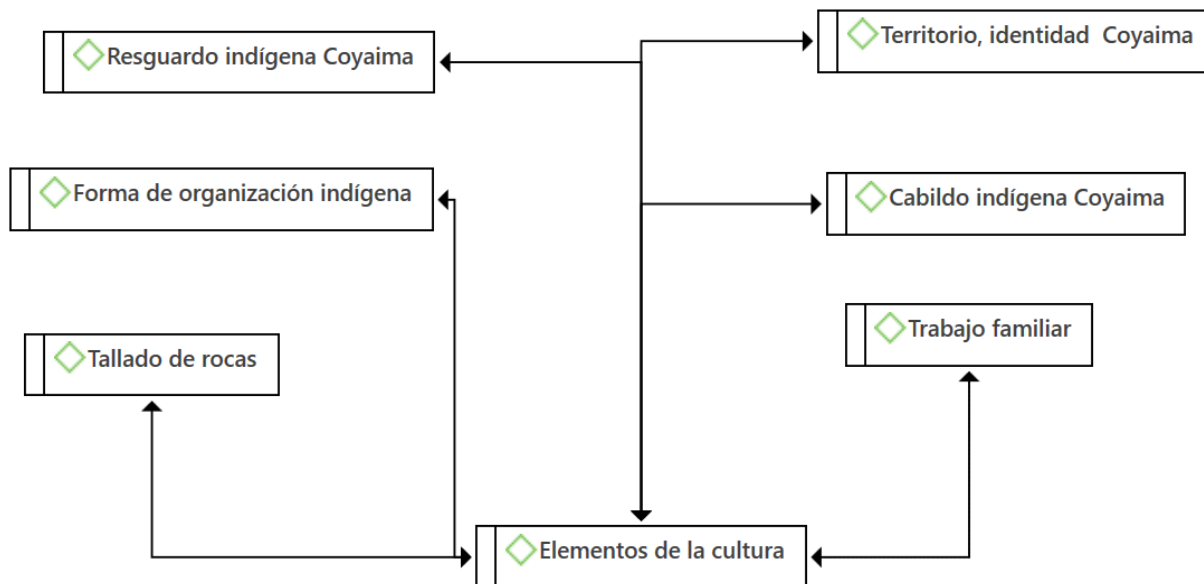 Resguardo indígena Coyaima
Territorio, identidad  Coyaima
Forma de organización indígena
Cabildo indígena Coyaima
Tallado de rocas
Trabajo familiar
Elementos de la cultura